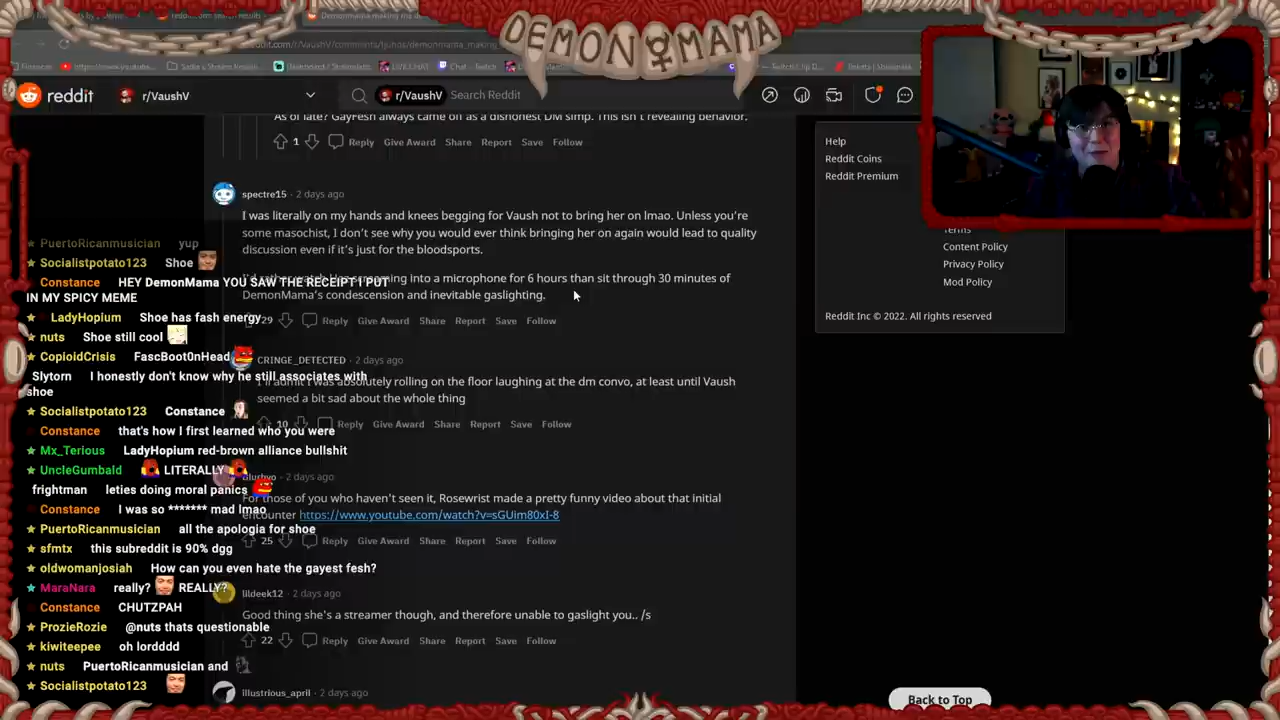 DEMON MAMA
reddit
r/VaushV
r/VaushV
Search Reddit
As of late? GayFesh always came off as a dishonest DM simp. This isn't revealing behavior.
1 Reply Give Award Share Report Save Follow
spectre15 · 2 days ago
I was literally on my hands and knees begging for Vaush not to bring her on lmao. Unless you're
some masochist, I don't see why you would ever think bringing her on again would lead to quality
discussion even if it's just for the bloodsports.
into a microphone for 6 hours than sit through 30 minutes of
DemonMama's condescension and inevitable gaslighting.
29 Reply Give Award Share Report Save Follow
CRINGE_DETECTED · 2 days ago
admit I was absolutely rolling on the floor laughing at the dm convo, at least until Vaush
seemed a bit sad about the whole thing
10 Reply Give Award Share Report Save Follow
2 days ago
For those of you who haven't seen it, Rosewrist made a pretty funny video about that initial
encounter https://www.youtube.com/watch?v=sGUim80xI-8
25 Reply Give Award Share Report Save Follow
lildeek12 · 2 days ago
Good thing she's a streamer though, and therefore unable to gaslight you.. /s
22 Reply Give Award Share Report Save Follow
illustrious_april · 2 days ago
Help
Reddit Coins
Reddit Premium
Terms
Content Policy
Privacy Policy
Mod Policy
Reddit Inc © 2022. All rights reserved
Back to Top
PuertoRicanmusician yup
Socialistpotato123 Shoe
Constance HEY DemonMama YOU SAW THE RECEIPT I PUT
IN MY SPICY MEME
LadyHopium Shoe has fash energy
nuts Shoe still cool
CopioidCrisis FascBoot0nHead
Slytorn I honestly don't know why he still associates with
shoe
Socialistpotato123 Constance
Constance that's how I first learned who you were
Mx_Terious LadyHopium red-brown alliance bullshit
UncleGumbald LITERALLY
frightman leties doing moral panics
Constance I was so ******* mad lmao
PuertoRicanmusician all the apologia for shoe
sfmtx this subreddit is 90% dgg
oldwomanjosiah How can you even hate the gayest fesh?
MaraNara really? REALLY?
Constance CHUTZPAH
ProzieRozie @nuts thats questionable
kiwiteepee oh lordddd
nuts PuertoRicanmusician and
Socialistpotato123